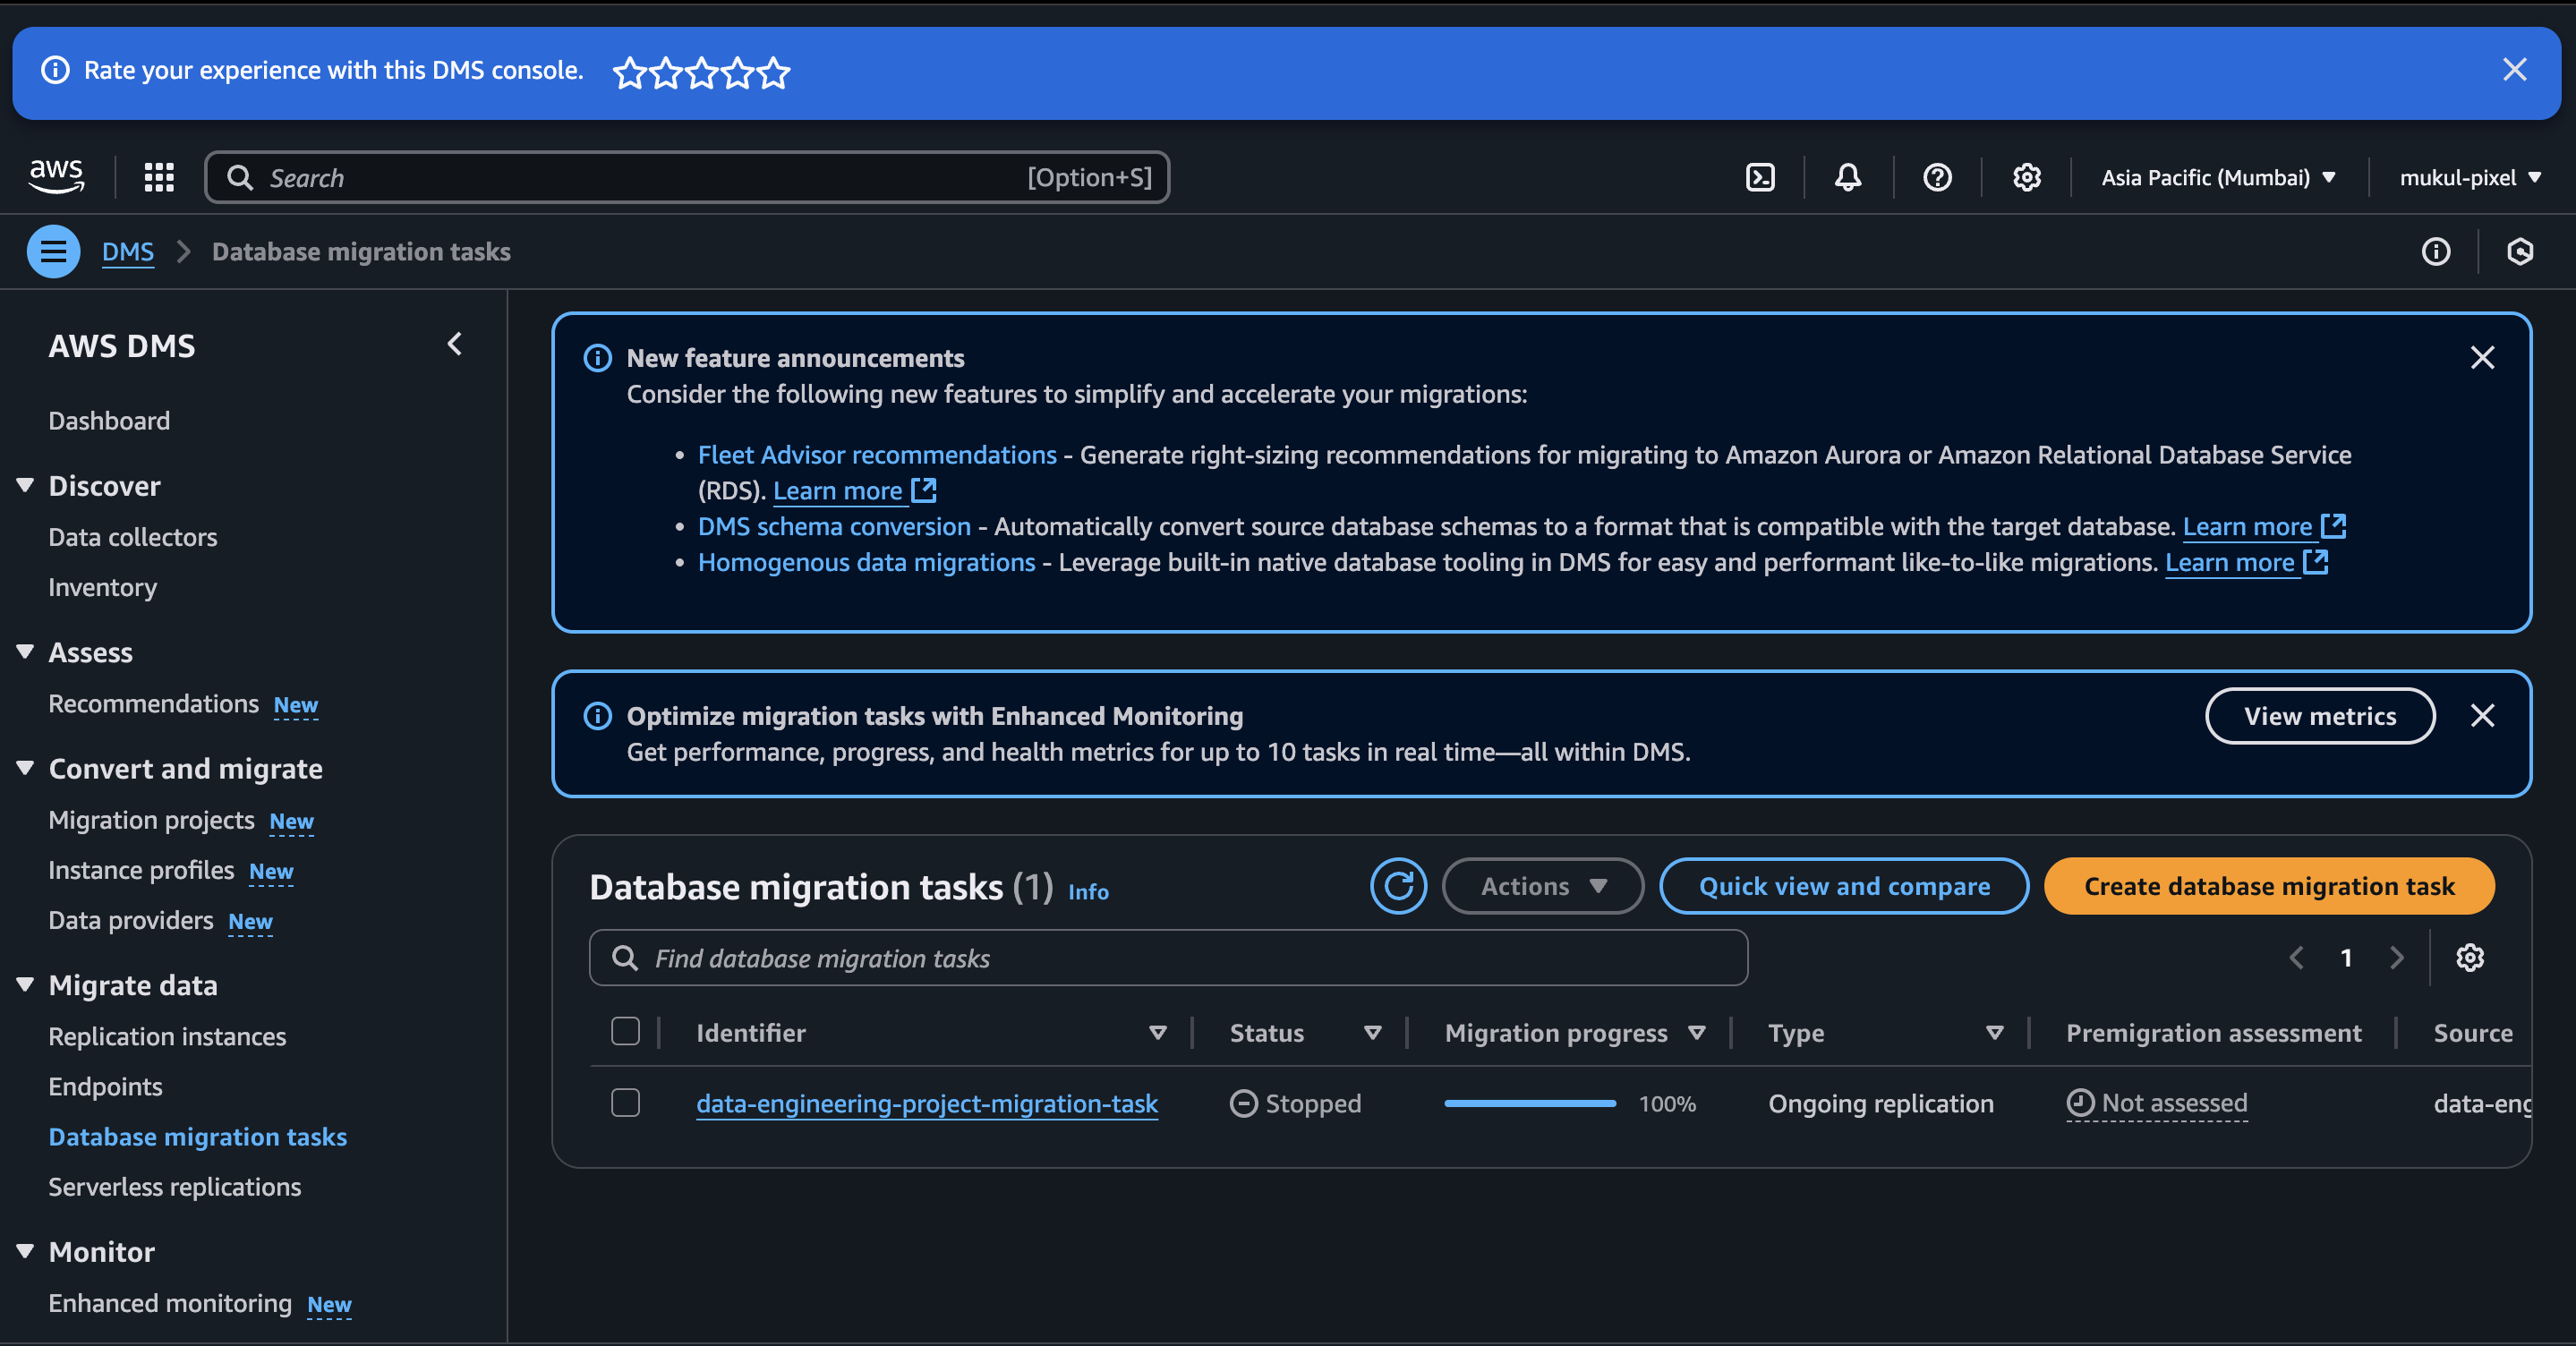 Rate your experience with this DMS console.
aws
Search
[Option+S]
Asia Pacific (Mumbai)
mukul-pixel
DMS
Database migration tasks
AWS DMS
Dashboard
Discover
Data collectors
Inventory
Assess
Recommendations New
Convert and migrate
Migration projects New
Instance profiles New
Data providers New
Migrate data
Replication instances
Endpoints
Database migration tasks
Serverless replications
Monitor
Enhanced monitoring New
New feature announcements
Consider the following new features to simplify and accelerate your migrations:
• Fleet Advisor recommendations - Generate right-sizing recommendations for migrating to Amazon Aurora or Amazon Relational Database Service
(RDS). Learn more
• DMS schema conversion - Automatically convert source database schemas to a format that is compatible with the target database. Learn more
• Homogenous data migrations - Leverage built-in native database tooling in DMS for easy and performant like-to-like migrations. Learn more
Optimize migration tasks with Enhanced Monitoring
Get performance, progress, and health metrics for up to 10 tasks in real time—all within DMS.
View metrics
Database migration tasks (1) Info
Actions
Quick view and compare
Create database migration task
Find database migration tasks
1
Identifier
Status
Migration progress
Type
Premigration assessment
Source
data-engineering-project-migration-task
Stopped
100%
Ongoing replication
Not assessed
data-eng